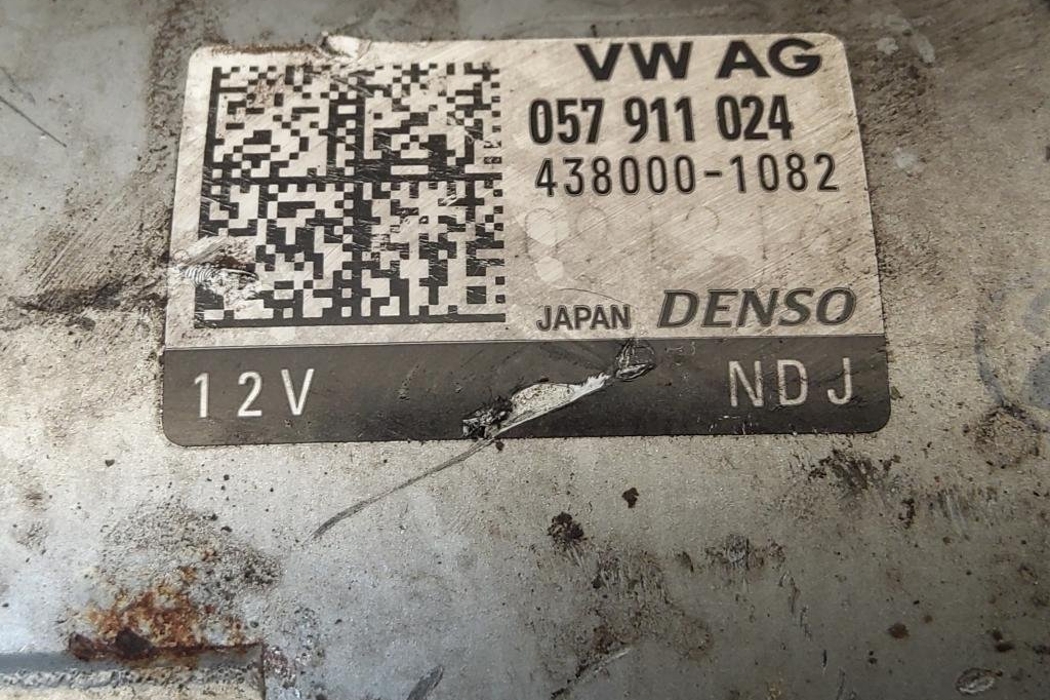 VW AG
057 911 024
438000-1082
JAPAN DENSO
12V NDJ